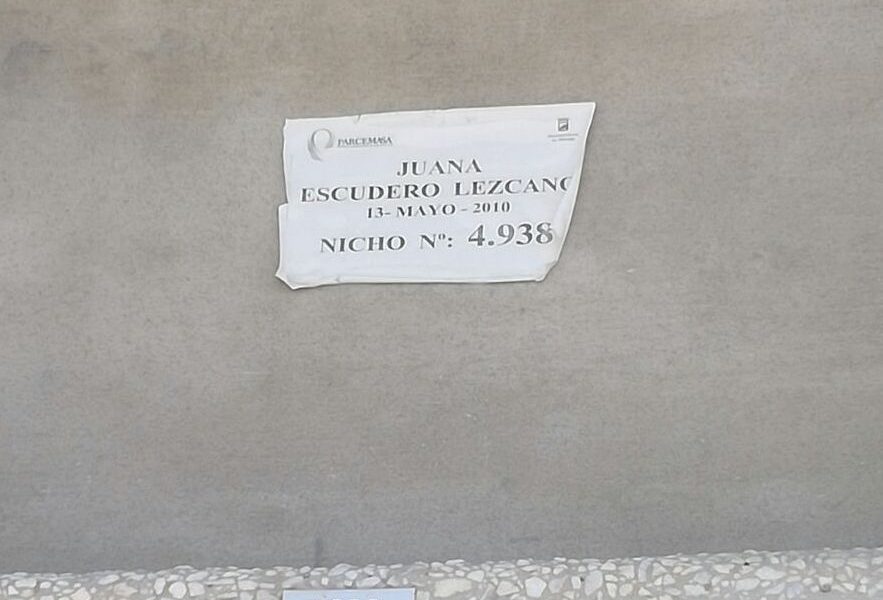 PARCEMASA
JUANA
ESCUDERO LEZCANO
13- MAYO - 2010
NICHO Nº: 4.938